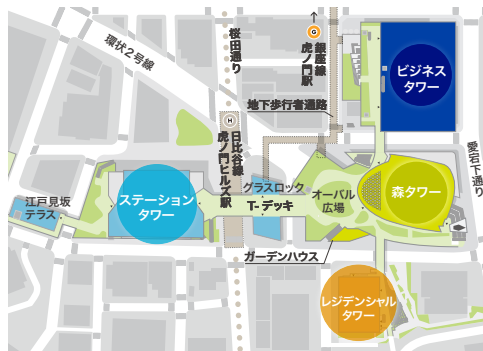 環状2号線
桜田通り
G
銀座線
虎ノ門駅
ビジネス
タワー
地下歩行者通路
H
日比谷線
虎ノ門ヒルズ駅
愛宕下通り
江戸見坂
テラス
ステーション
タワー
グラスロック
T-デッキ
オーバル
広場
森タワー
ガーデンハウス
レジデンシャル
タワー